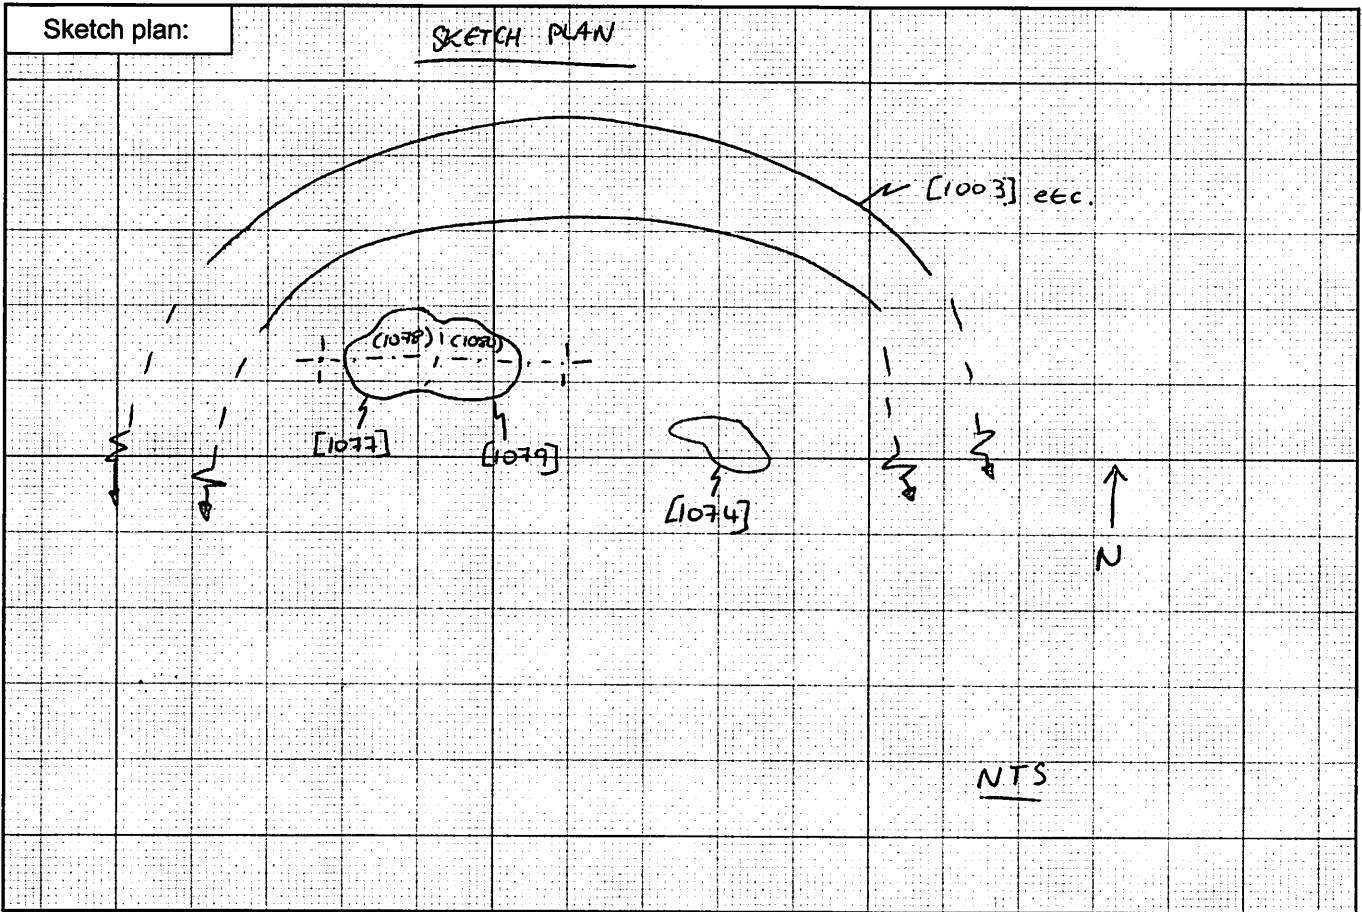 Sketch plan:
SKETCH PLAN
[1003] etc.
(1078) (1080)
[1077]
[1079]
[1074]
N
NTS